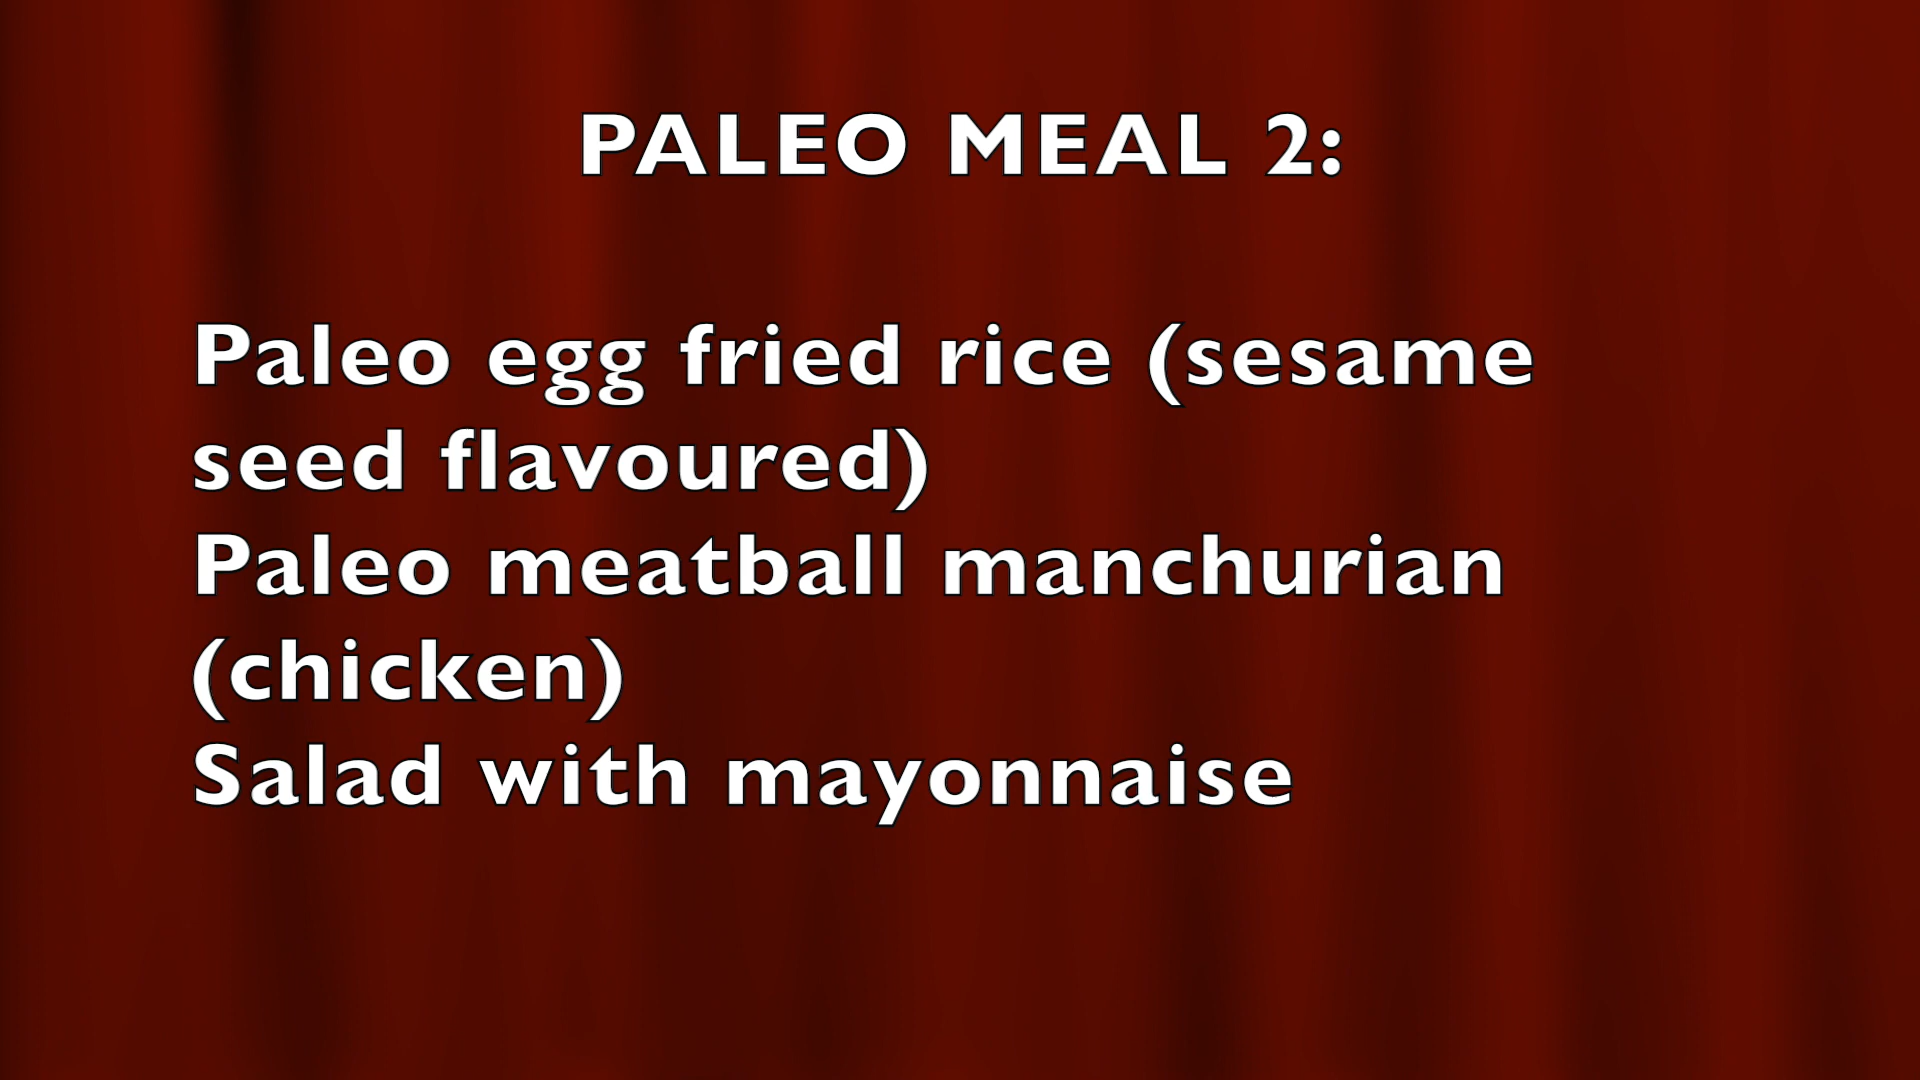 PALEO MEAL 2:
Paleo egg fried rice (sesame
seed flavoured)
Paleo meatball manchurian
(chicken)
Salad with mayonnaise